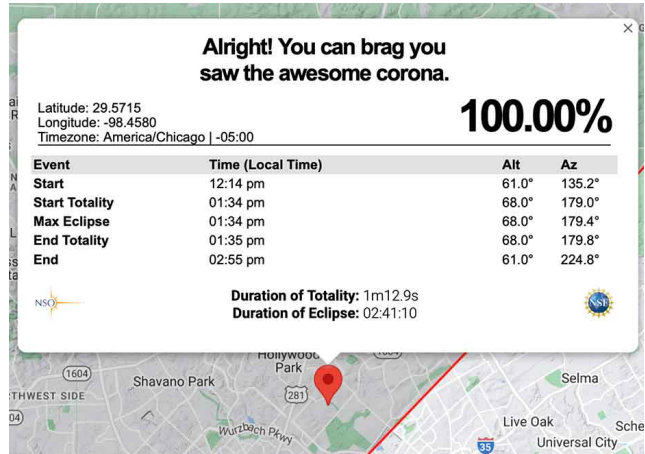 Alright! You can brag you
saw the awesome corona.
Latitude: 29.5715
Longitude: -98.4580
Timezone: America/Chicago | -05:00
100.00%
Event Time (Local Time) Alt Az
Start 12:14 pm 61.0° 135.2°
Start Totality 01:34 pm 68.0° 179.0°
Max Eclipse 01:34 pm 68.0° 179.4°
End Totality 01:35 pm 68.0° 179.8°
End 02:55 pm 61.0° 224.8°
NSO
Duration of Totality: 1m12.9s
Duration of Eclipse: 02:41:10
NSF
Hollywood
Park
1604
1604
Shavano Park
281
Selma
THWEST SIDE
04
Wurzbach Pkwy
Live Oak
Sche
35
Universal City